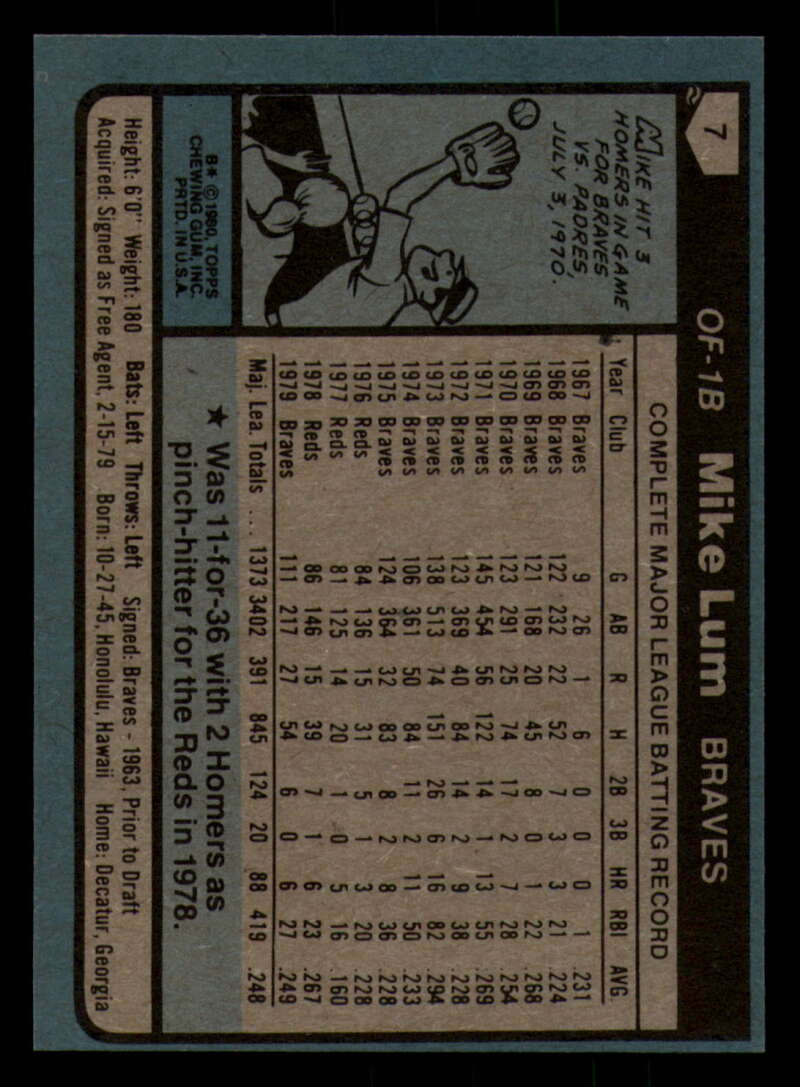 7
OF-1B Mike Lum BRAVES
MIKE HIT 3
HOMERS IN GAME
FOR BRAVES
VS. PADRES,
JULY 3, 1970.
B* © 1980, TOPPS
CHEWING GUM, INC.
PRTD. IN U.S.A.
COMPLETE MAJOR LEAGUE BATTING RECORD
Year Club G AB R H 2B 3B HR RBI AVG.
1967 Braves 9 26 1 6 0 0 0 1 .231
1968 Braves 122 232 22 52 7 3 3 21 .224
1969 Braves 121 168 20 45 8 0 1 22 .268
1970 Braves 123 291 25 74 17 2 7 28 .254
1971 Braves 145 454 56 122 14 1 13 55 .269
1972 Braves 123 369 40 84 14 2 9 38 .228
1973 Braves 138 513 74 151 26 6 16 82 .294
1974 Braves 106 361 50 84 11 2 11 50 .233
1975 Braves 124 364 32 83 8 2 8 36 .228
1976 Reds 84 136 15 31 5 1 3 20 .228
1977 Reds 81 125 14 20 1 0 5 16 .160
1978 Reds 86 146 15 39 7 1 6 23 .267
1979 Braves 111 217 27 54 6 0 6 27 .249
Maj. Lea. Totals ... 1373 3402 391 845 124 20 88 419 .248
★ Was 11-for-36 with 2 Homers as
pinch-hitter for the Reds in 1978.
Height: 6'0" Weight: 180 Bats: Left Throws: Left Signed: Braves - 1963, Prior to Draft
Acquired: Signed as Free Agent, 2-15-79 Born: 10-27-45, Honolulu, Hawaii Home: Decatur, Georgia